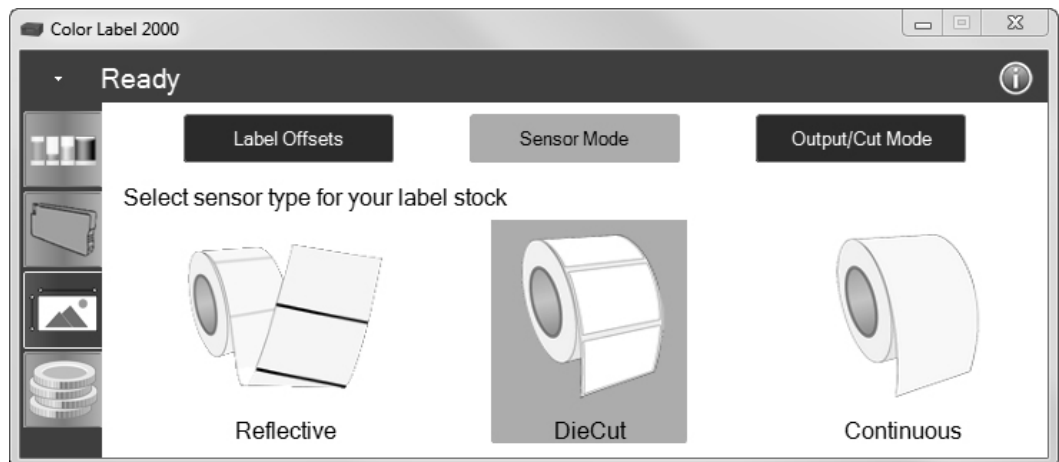 Color Label 2000
Ready
Label Offsets
Sensor Mode
Output/Cut Mode
Select sensor type for your label stock
Reflective
DieCut
Continuous